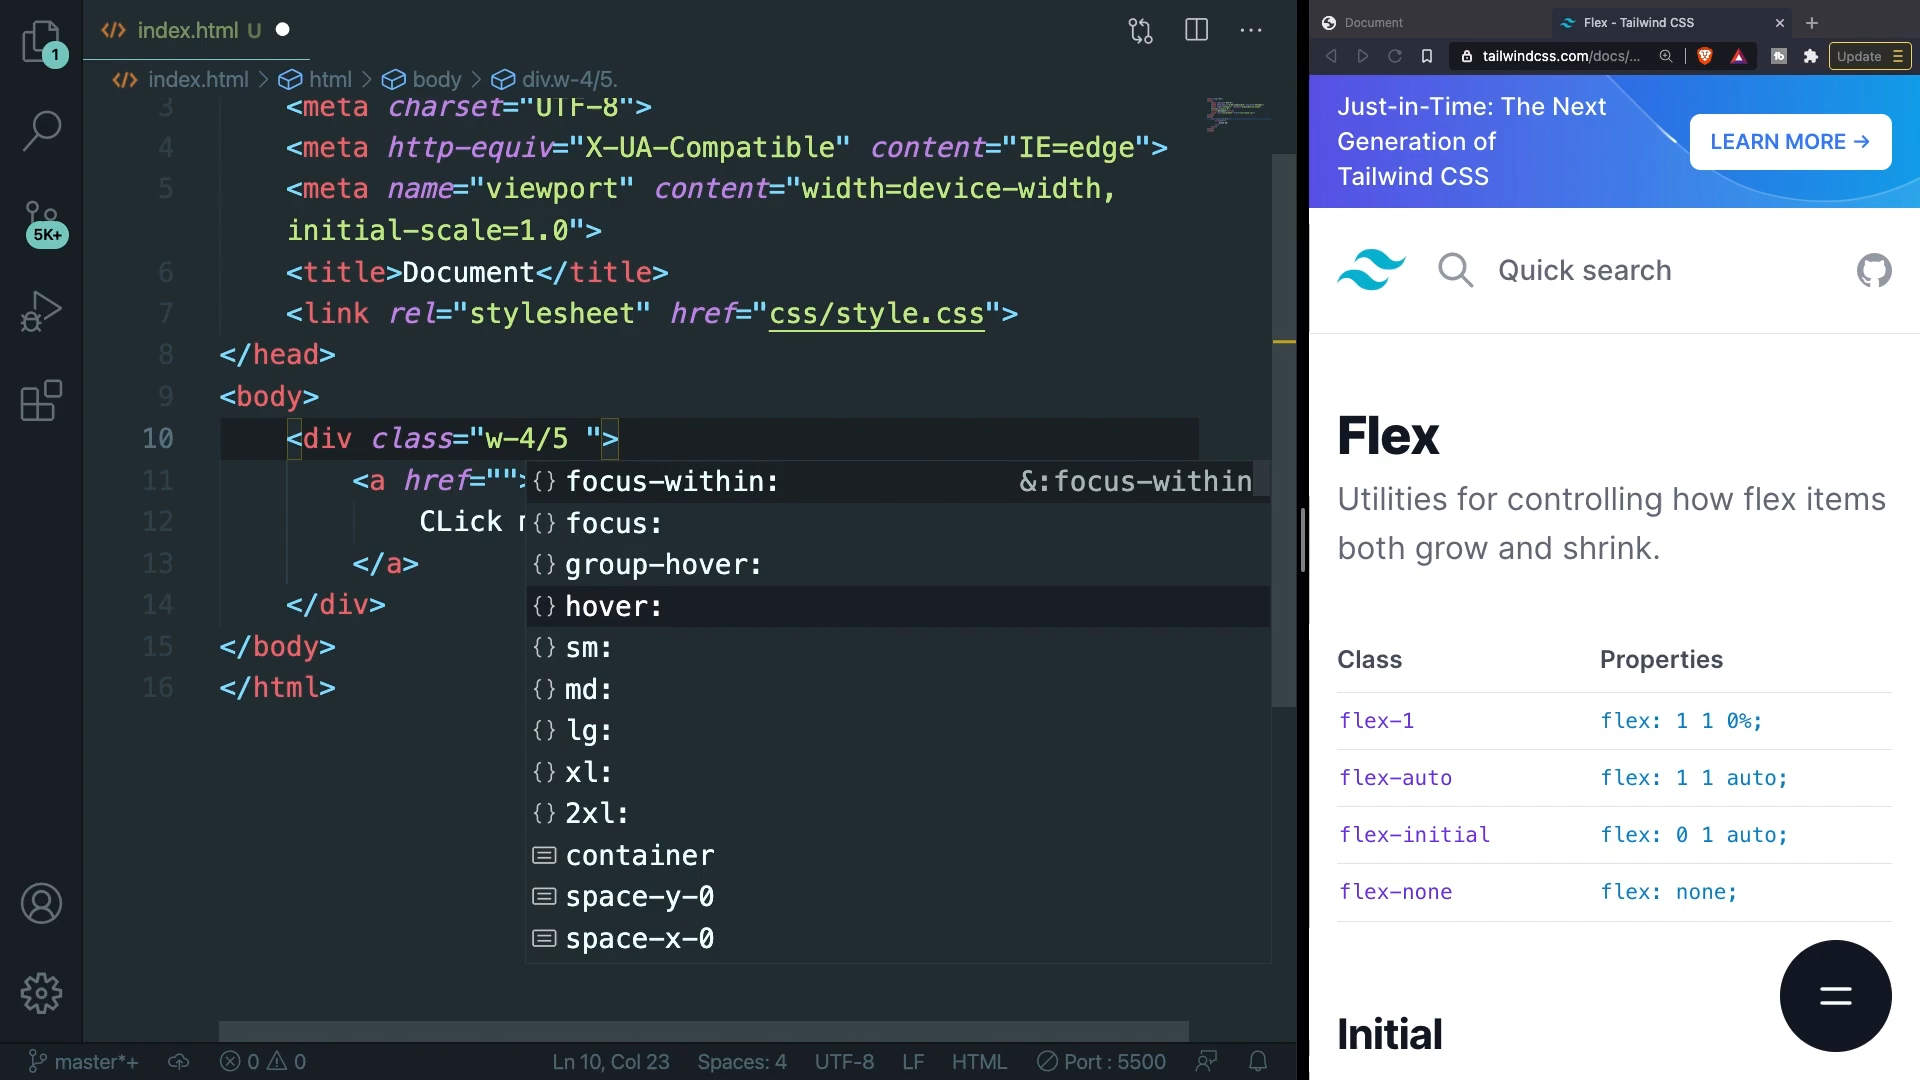 1
5K+
index.html U
index.html > html > body > div.w-4/5.
3 <meta charset="UTF-8">
4 <meta http-equiv="X-UA-Compatible" content="IE=edge">
5 <meta name="viewport" content="width=device-width,
initial-scale=1.0">
6 <title>Document</title>
7 <link rel="stylesheet" href="css/style.css">
8 </head>
9 <body>
10 <div class="w-4/5 ">
11 <a href="">
12 CLick
13 </a>
14 </div>
15 </body>
16 </html>
{} focus-within: &:focus-within
{} focus:
{} group-hover:
{} hover:
{} sm:
{} md:
{} lg:
{} xl:
{} 2xl:
container
space-y-0
space-x-0
master*+ 0 0 Ln 10, Col 23 Spaces: 4 UTF-8 LF HTML Port : 5500
Document Flex - Tailwind CSS
tailwindcss.com/docs/... Update
Just-in-Time: The Next
Generation of
Tailwind CSS
LEARN MORE →
Quick search
Flex
Utilities for controlling how flex items
both grow and shrink.
Class Properties
flex-1 flex: 1 1 0%;
flex-auto flex: 1 1 auto;
flex-initial flex: 0 1 auto;
flex-none flex: none;
Initial